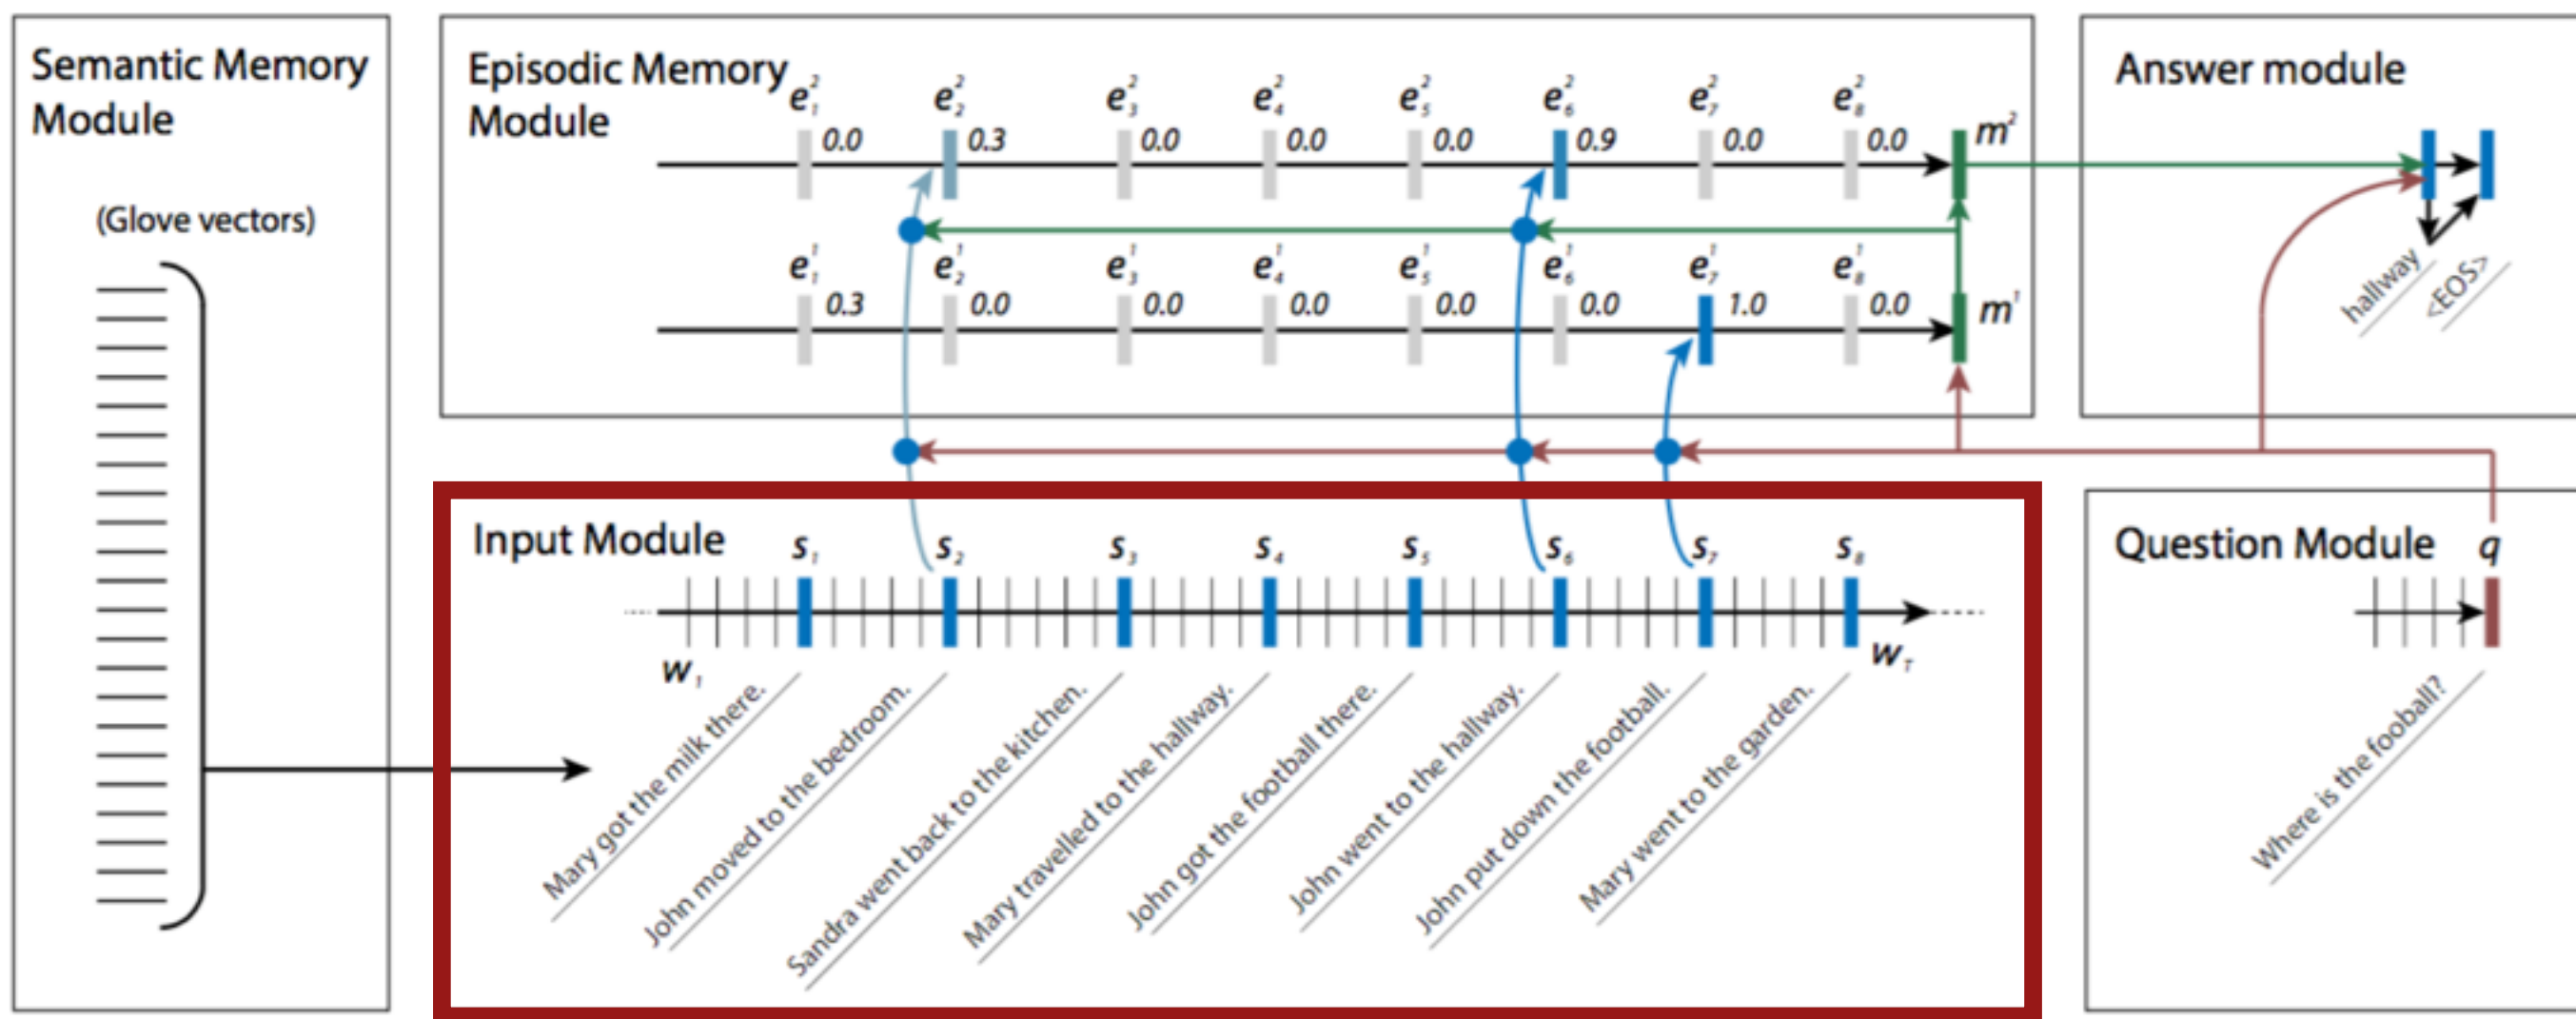 Semantic Memory
Module
(Glove vectors)
Episodic Memory
Module
e₁² e₂² e₃² e₄² e₅² e₆² e₇² e₈²
0.0 0.3 0.0 0.0 0.0 0.9 0.0 0.0 m²
e₁¹ e₂¹ e₃¹ e₄¹ e₅¹ e₆¹ e₇¹ e₈¹
0.3 0.0 0.0 0.0 0.0 0.0 1.0 0.0 m¹
Answer module
hallway
<EOS>
Input Module
s₁ s₂ s₃ s₄ s₅ s₆ s₇ s₈
w₁ w_T
Mary got the milk there.
John moved to the bedroom.
Sandra went back to the kitchen.
Mary travelled to the hallway.
John got the football there.
John went to the hallway.
John put down the football.
Mary went to the garden.
Question Module q
Where is the fooball?